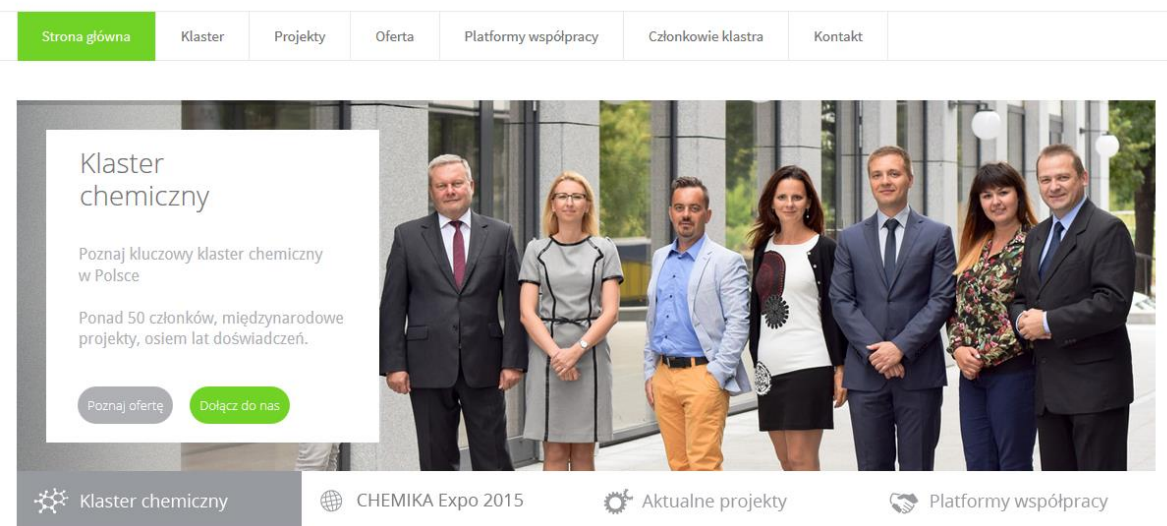 Strona główna
Klaster
Projekty
Oferta
Platformy współpracy
Członkowie klastra
Kontakt
Klaster
chemiczny
Poznaj kluczowy klaster chemiczny
w Polsce
Ponad 50 członków, międzynarodowe
projekty, osiem lat doświadczeń.
Poznaj ofertę
Dołącz do nas
Klaster chemiczny
CHEMIKA Expo 2015
Aktualne projekty
Platformy współpracy